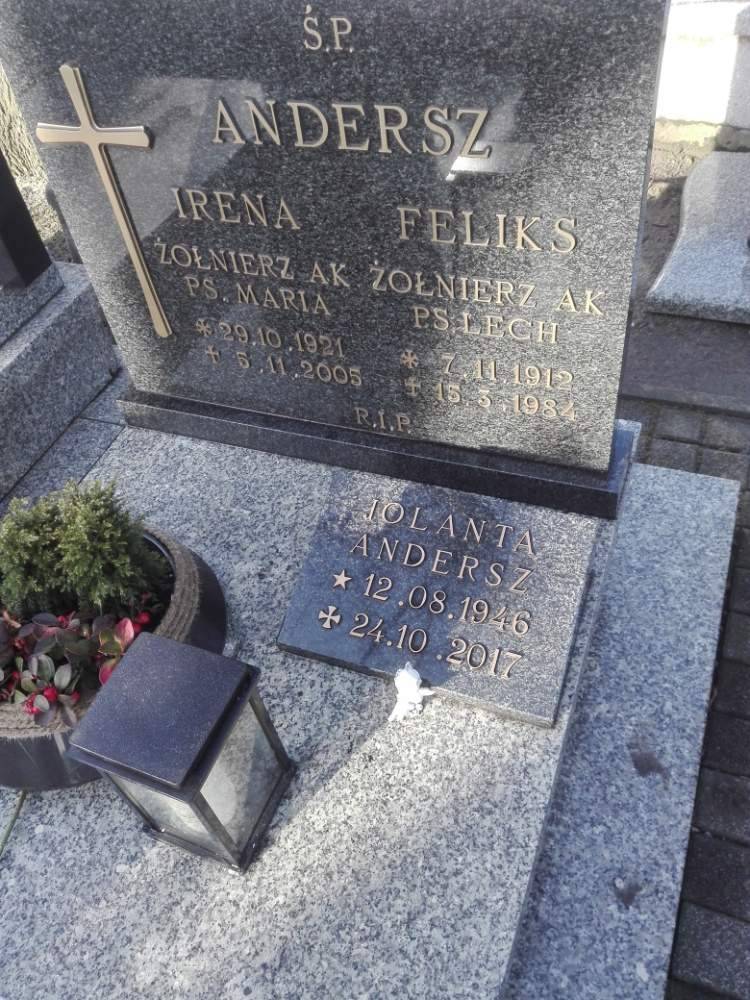 Ś.P.
ANDERSZ
IRENA
ŻOŁNIERZ AK
PS. MARIA
* 29.10.1921
✝ 5.11.2005
FELIKS
ŻOŁNIERZ AK
PS. LECH
* 7.11.1912
✝ 15.3.1984
R.I.P.
JOLANTA
ANDERSZ
★ 12.08.1946
✠ 24.10.2017